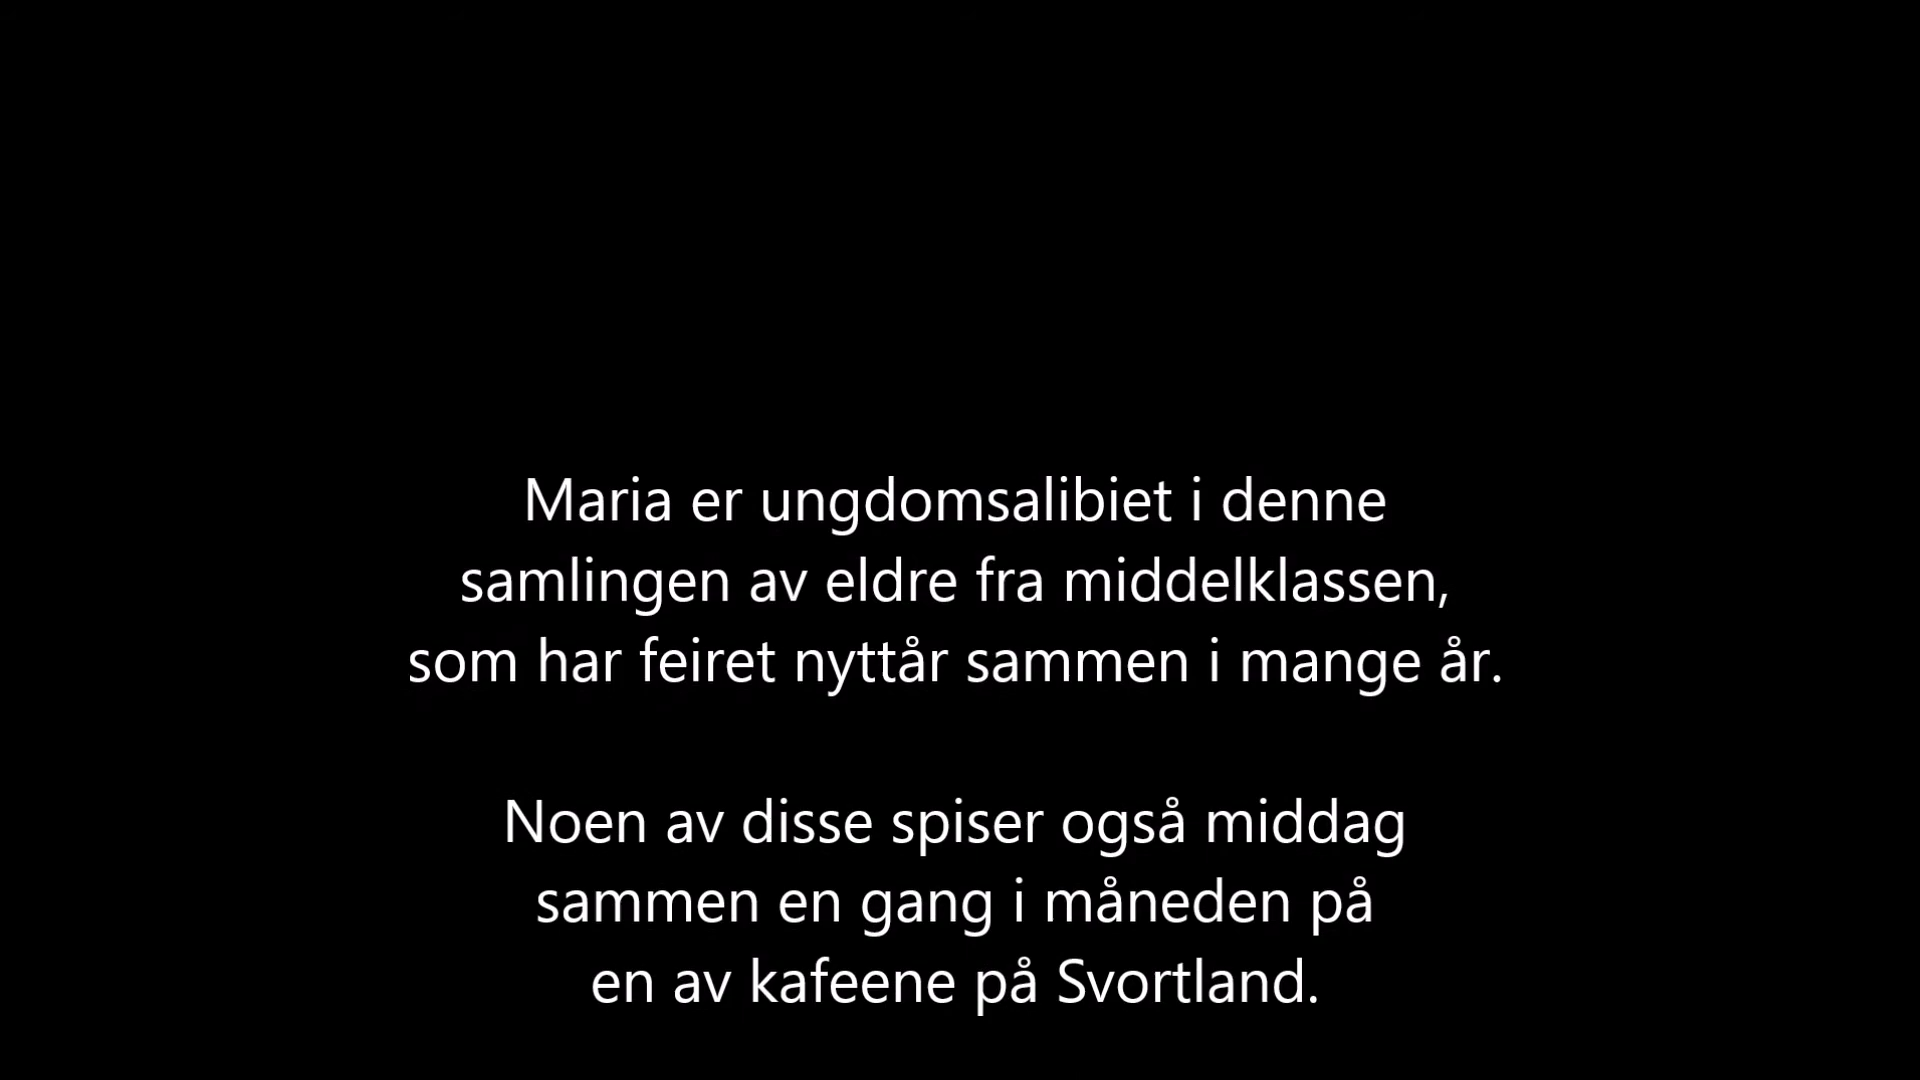 Maria er ungdomsalibiet i denne
samlingen av eldre fra middelklassen,
som har feiret nyttår sammen i mange år.
Noen av disse spiser også middag
sammen en gang i måneden på
en av kafeene på Svortland.